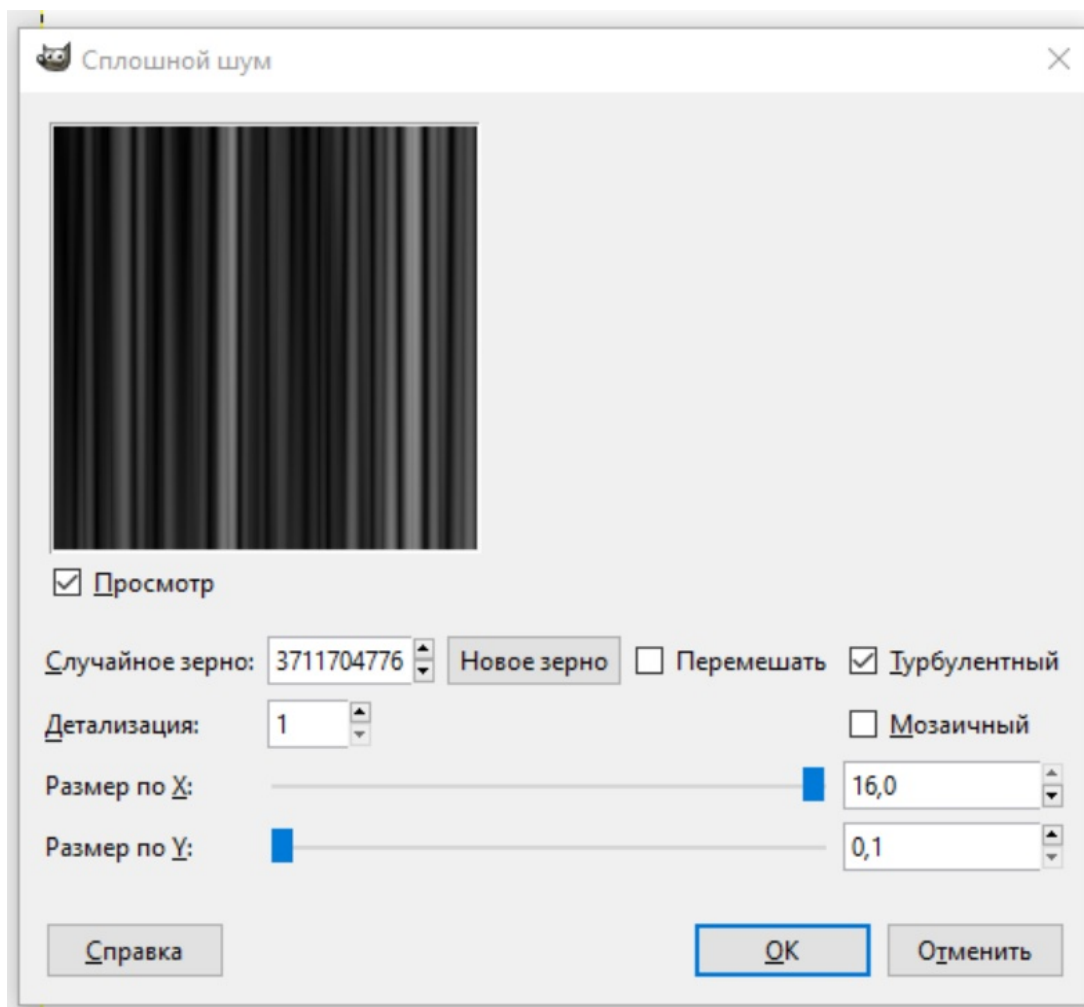 Сплошной шум
Просмотр
Случайное зерно: 3711704776 Новое зерно Перемешать Турбулентный
Детализация: 1 Мозаичный
Размер по X: 16,0
Размер по Y: 0,1
Справка OK Отменить